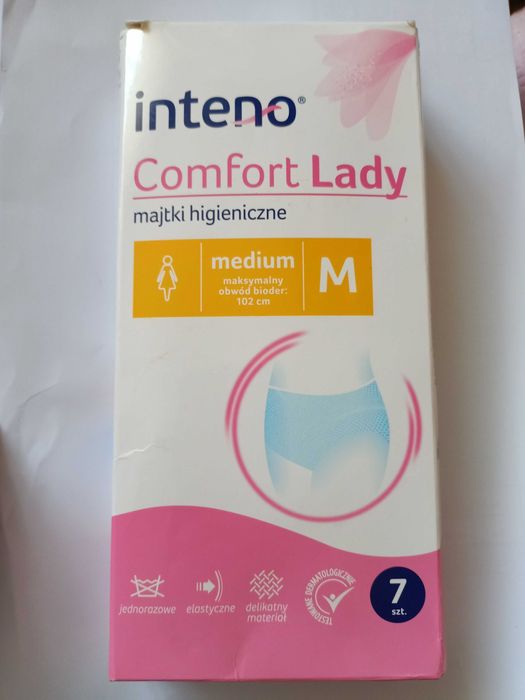 inteno®
Comfort Lady
majtki higieniczne
medium
maksymalny
obwód bioder:
102 cm
M
jednorazowe
elastyczne
delikatny
materiał
TESTOWANE DERMATOLOGICZNIE
7
szt.